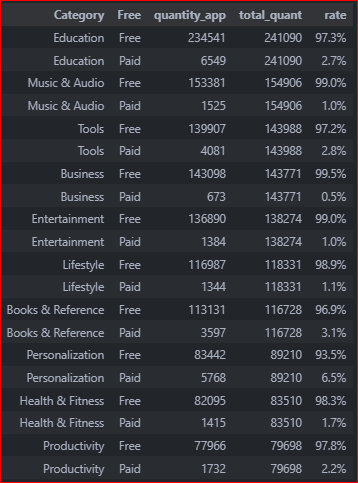 Category Free quantity_app total_quant rate
Education Free 234541 241090 97.3%
Education Paid 6549 241090 2.7%
Music & Audio Free 153381 154906 99.0%
Music & Audio Paid 1525 154906 1.0%
Tools Free 139907 143988 97.2%
Tools Paid 4081 143988 2.8%
Business Free 143098 143771 99.5%
Business Paid 673 143771 0.5%
Entertainment Free 136890 138274 99.0%
Entertainment Paid 1384 138274 1.0%
Lifestyle Free 116987 118331 98.9%
Lifestyle Paid 1344 118331 1.1%
Books & Reference Free 113131 116728 96.9%
Books & Reference Paid 3597 116728 3.1%
Personalization Free 83442 89210 93.5%
Personalization Paid 5768 89210 6.5%
Health & Fitness Free 82095 83510 98.3%
Health & Fitness Paid 1415 83510 1.7%
Productivity Free 77966 79698 97.8%
Productivity Paid 1732 79698 2.2%